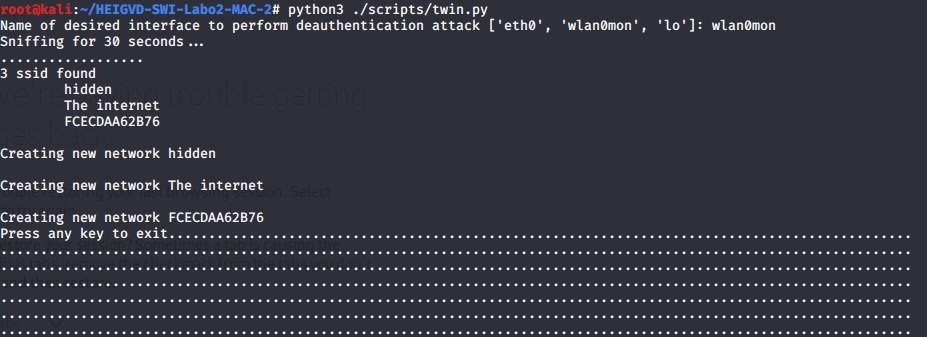 root@kali:~/HEIGVD-SWI-Labo2-MAC-2# python3 ./scripts/twin.py
Name of desired interface to perform deauthentication attack ['eth0', 'wlan0mon', 'lo']: wlan0mon
Sniffing for 30 seconds...
..................
3 ssid found
hidden
The internet
FCECDAA62B76
Creating new network hidden
Creating new network The internet
Creating new network FCECDAA62B76
Press any key to exit............................................................................................
..................................................................................................................
..................................................................................................................
..................................................................................................................
..................................................................................................................
..................................................................................................................
..................................................................................................................